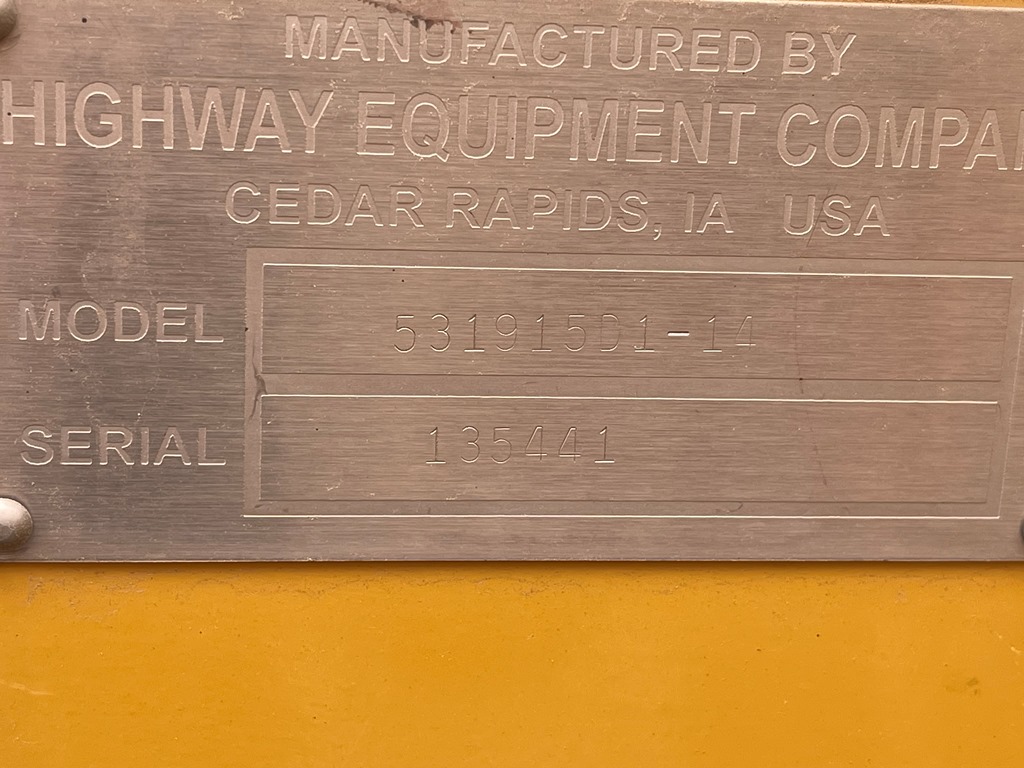 MANUFACTURED BY
HIGHWAY EQUIPMENT COMPA
CEDAR RAPIDS, IA USA
MODEL 531915D1-14
SERIAL 135441